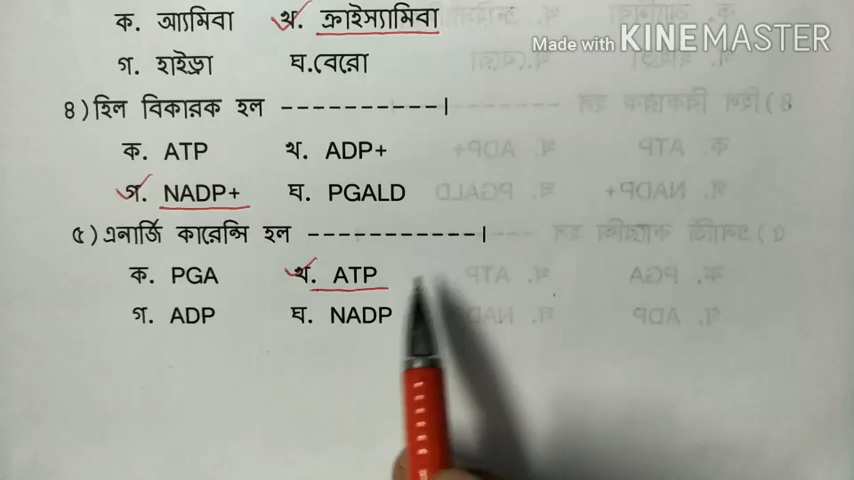 ক. অ্যামিবা খ. ক্রাইস্যামিবা
Made with KINEMASTER
গ. হাইড্রা ঘ.বেরো
৪)হিল বিকারক হল ----------।
ক. ATP খ. ADP+
গ. NADP+ ঘ. PGALD
৫)এনার্জি কারেন্সি হল -----------।
ক. PGA খ. ATP
গ. ADP ঘ. NADP